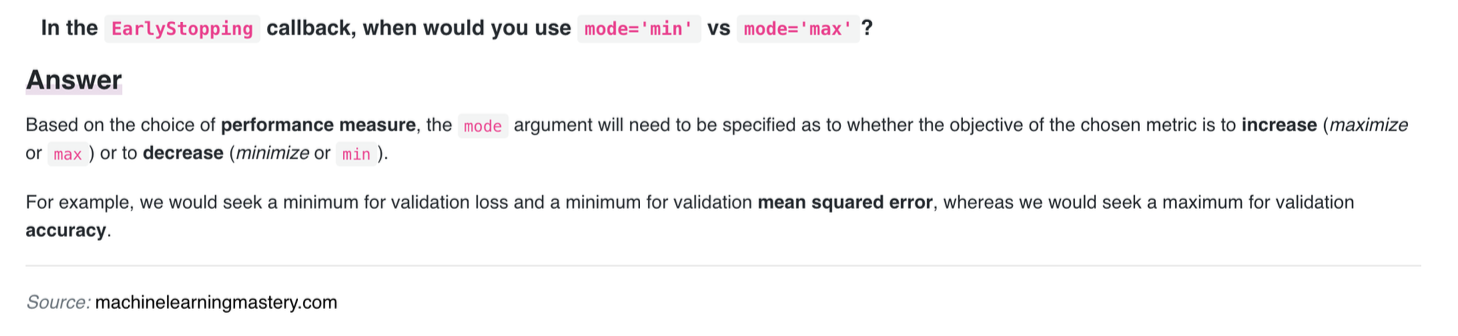 In the EarlyStopping callback, when would you use mode='min' vs mode='max' ?
Answer
Based on the choice of performance measure, the mode argument will need to be specified as to whether the objective of the chosen metric is to increase (maximize
or max ) or to decrease (minimize or min ).
For example, we would seek a minimum for validation loss and a minimum for validation mean squared error, whereas we would seek a maximum for validation
accuracy.
Source: machinelearningmastery.com